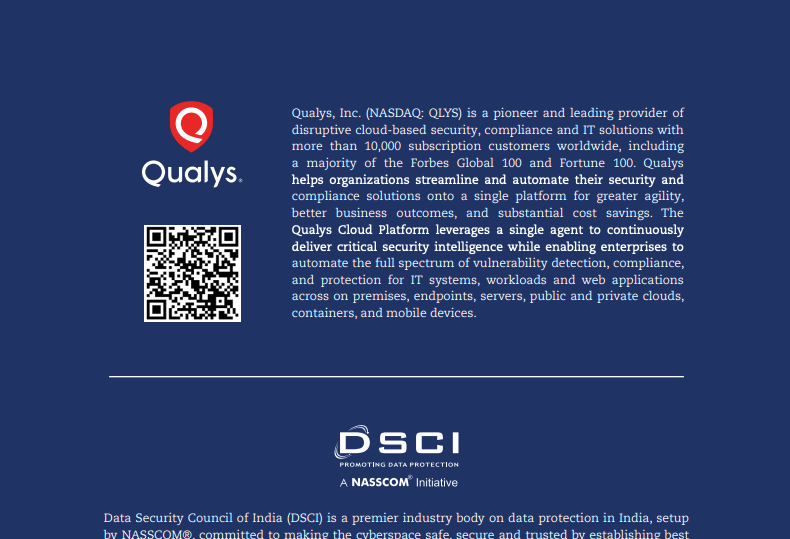 Qualys®
Qualys, Inc. (NASDAQ: QLYS) is a pioneer and leading provider of
disruptive cloud-based security, compliance and IT solutions with
more than 10,000 subscription customers worldwide, including
a majority of the Forbes Global 100 and Fortune 100. Qualys
helps organizations streamline and automate their security and
compliance solutions onto a single platform for greater agility,
better business outcomes, and substantial cost savings. The
Qualys Cloud Platform leverages a single agent to continuously
deliver critical security intelligence while enabling enterprises to
automate the full spectrum of vulnerability detection, compliance,
and protection for IT systems, workloads and web applications
across on premises, endpoints, servers, public and private clouds,
containers, and mobile devices.
DSCI
PROMOTING DATA PROTECTION
A NASSCOM® Initiative
Data Security Council of India (DSCI) is a premier industry body on data protection in India, setup
by NASSCOM®, committed to making the cyberspace safe, secure and trusted by establishing best